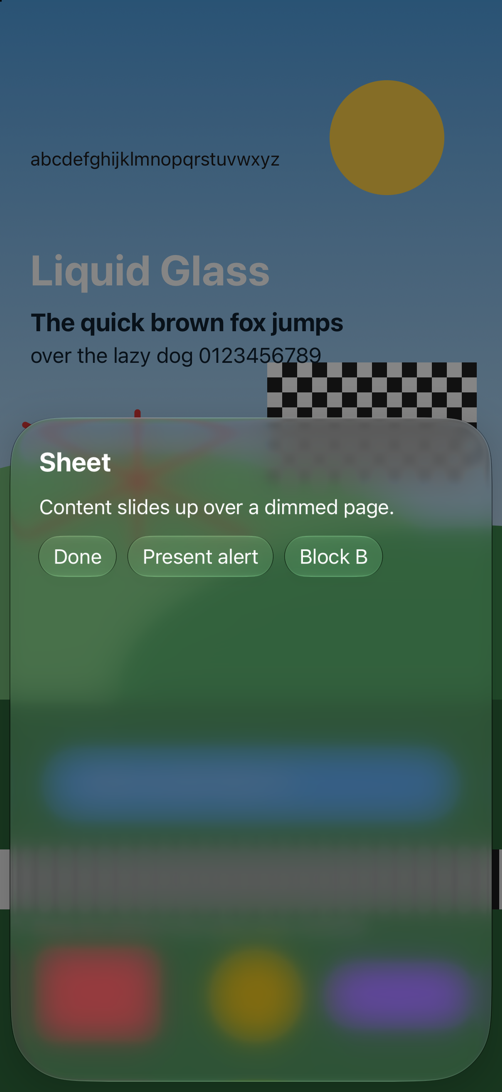 abcdefghijklmnopqrstuvwxyz
Liquid Glass
The quick brown fox jumps
over the lazy dog 0123456789
Sheet
Content slides up over a dimmed page.
Done
Present alert
Block B